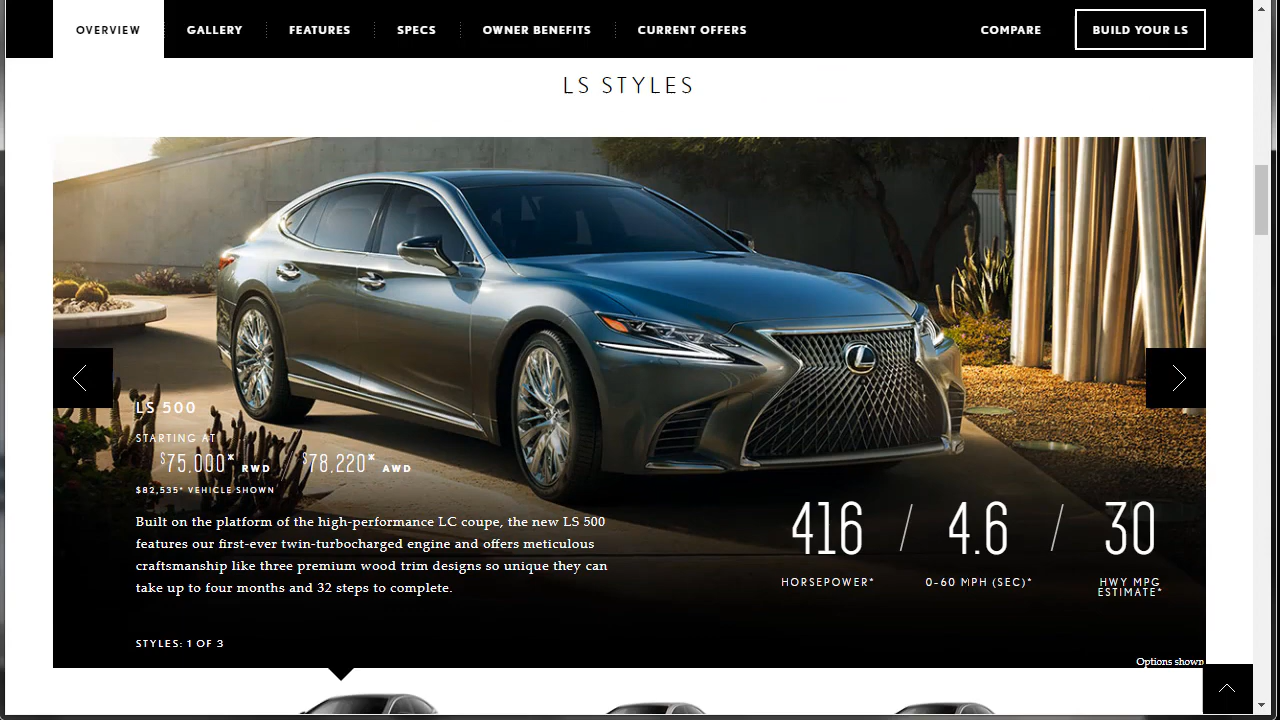 OVERVIEW GALLERY FEATURES SPECS OWNER BENEFITS CURRENT OFFERS COMPARE BUILD YOUR LS
LS STYLES
LS 500
STARTING AT
$75,000* RWD / $78,220* AWD
$82,535* VEHICLE SHOWN
Built on the platform of the high-performance LC coupe, the new LS 500
features our first-ever twin-turbocharged engine and offers meticulous
craftsmanship like three premium wood trim designs so unique they can
take up to four months and 32 steps to complete.
416 / 4.6 / 30
HORSEPOWER* 0-60 MPH (SEC)* HWY MPG
ESTIMATE*
STYLES: 1 OF 3
Options shown